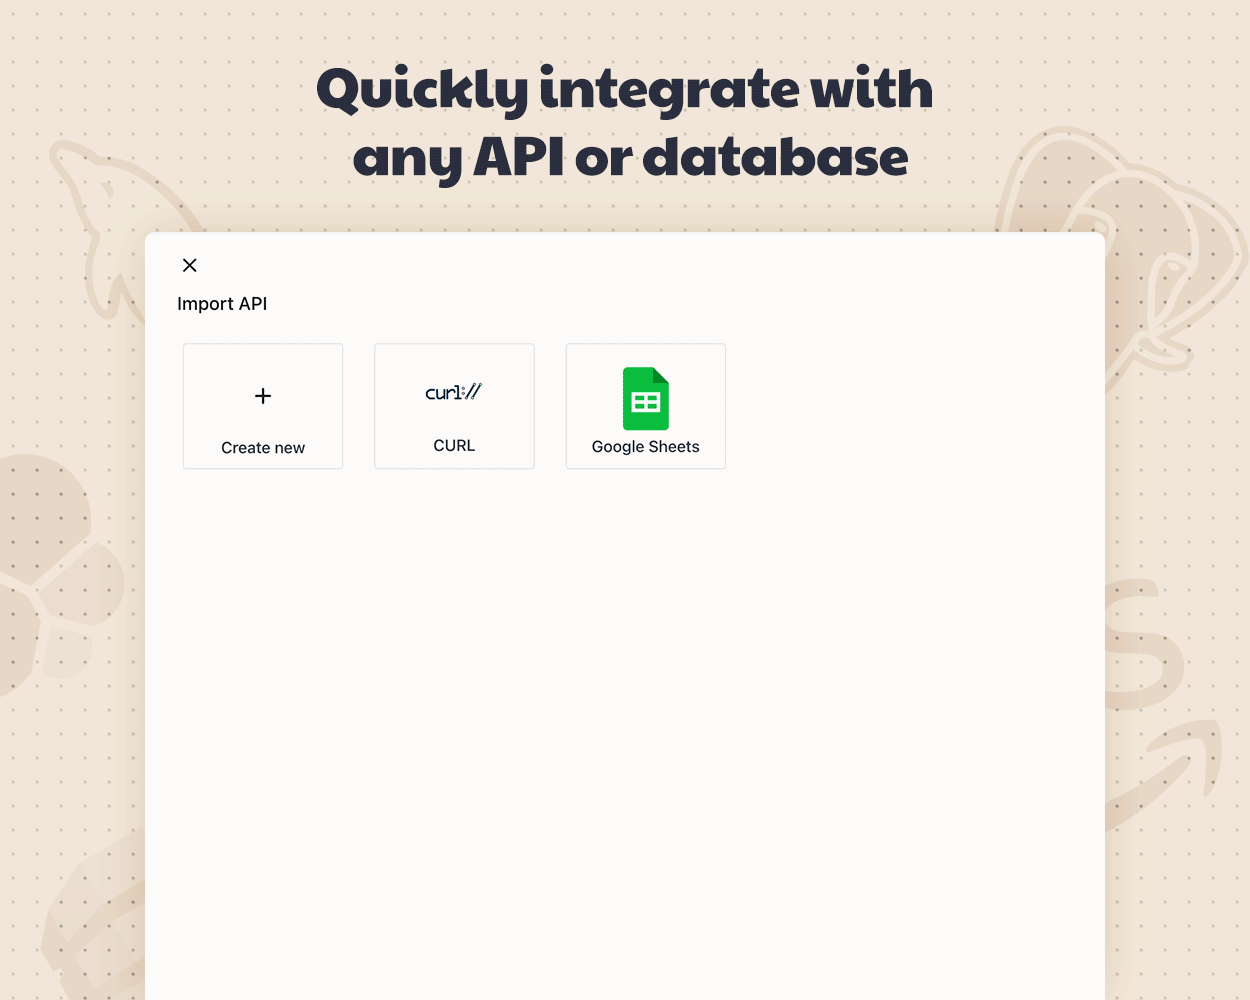 Quickly integrate with
any API or database
Import API
curl://
Create new
CURL
Google Sheets
S